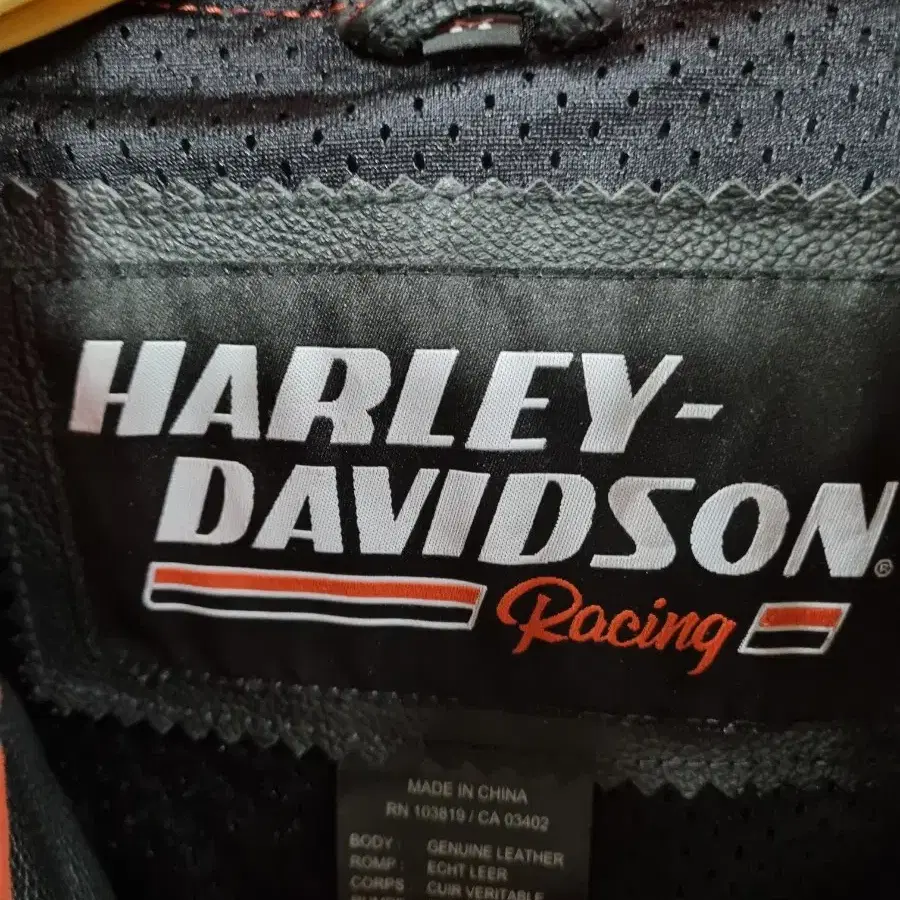 HARLEY-
DAVIDSON®
Racing
MADE IN CHINA
RN 103819 / CA 03402
BODY : GENUINE LEATHER
ROMP : ECHT LEER
CORPS CUIR VERITABLE